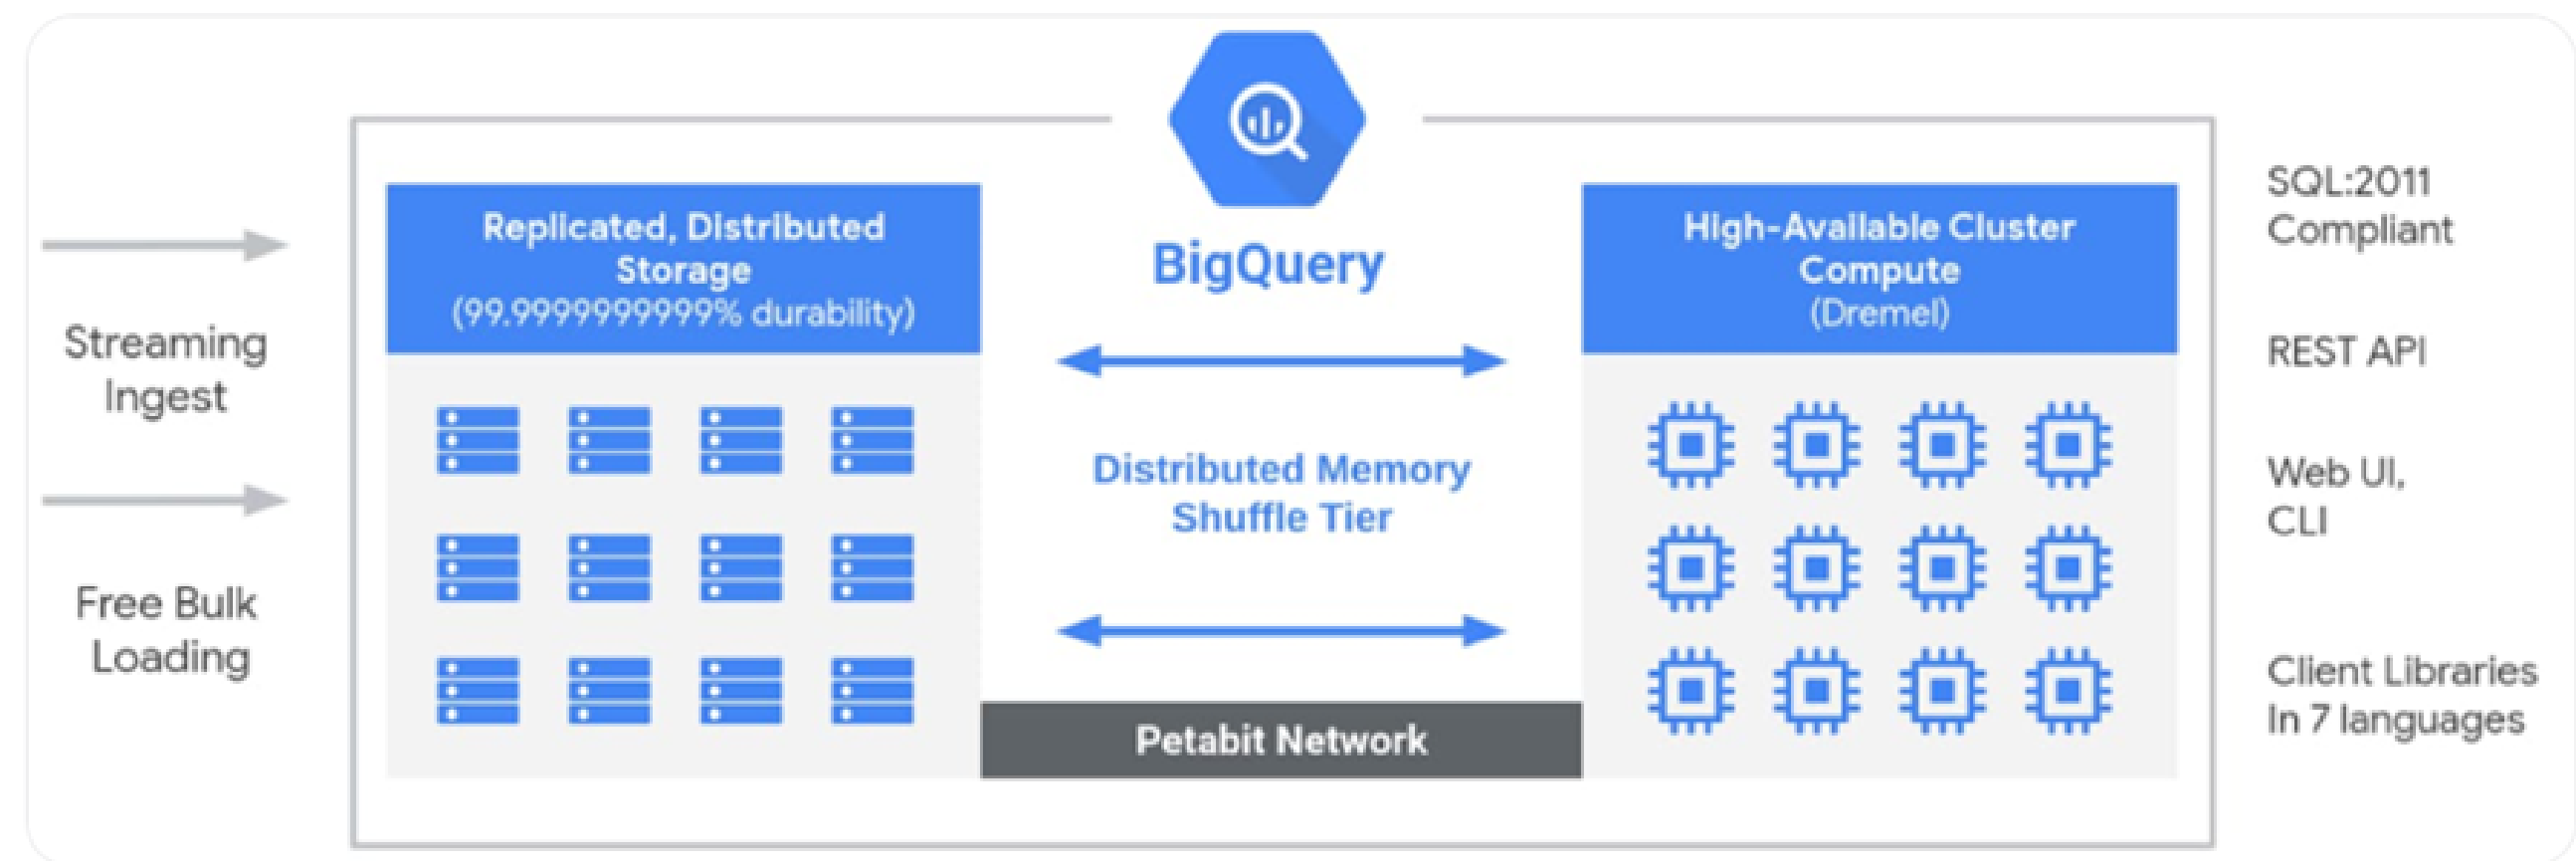 Streaming
Ingest
Free Bulk
Loading
Replicated, Distributed
Storage
(99.9999999999% durability)
BigQuery
Distributed Memory
Shuffle Tier
Petabit Network
High-Available Cluster
Compute
(Dremel)
SQL:2011
Compliant
REST API
Web UI,
CLI
Client Libraries
In 7 languages